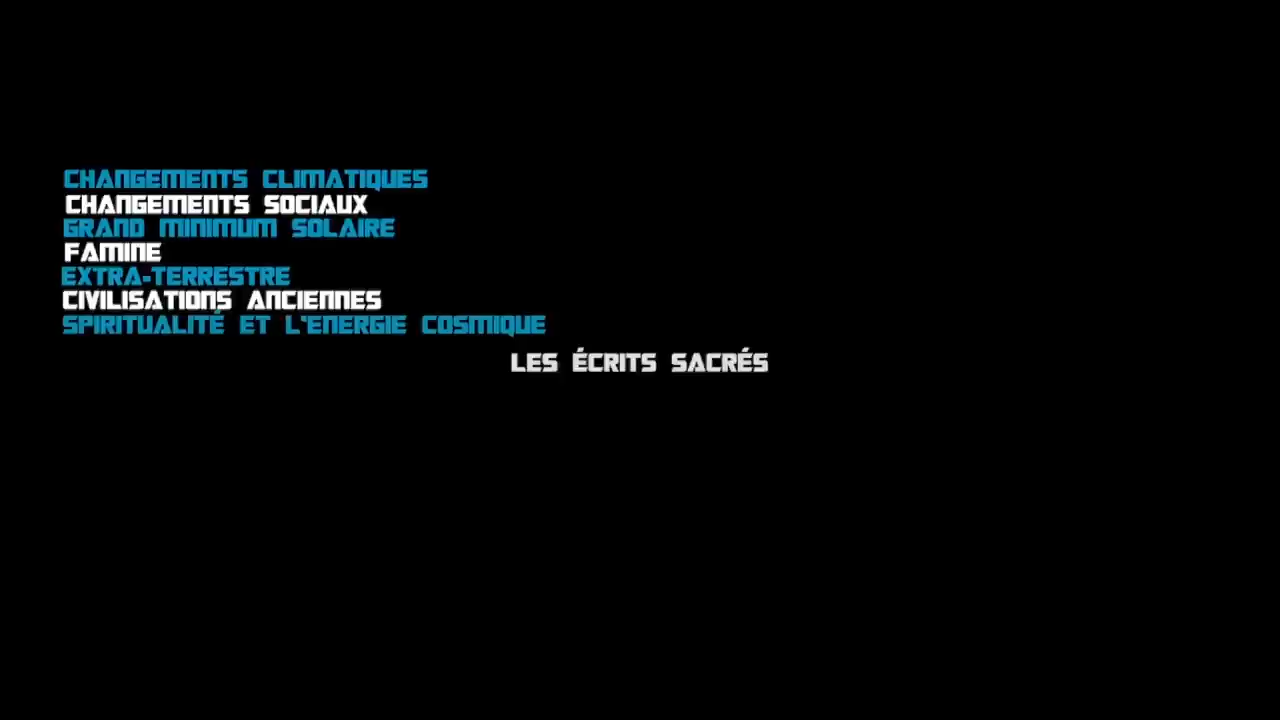 CHANGEMENTS CLIMATIQUES
CHANGEMENTS SOCIAUX
GRAND MINIMUM SOLAIRE
FAMINE
EXTRA-TERRESTRE
CIVILISATIONS ANCIENNES
SPIRITUALITÉ ET L'ENERGIE COSMIQUE
LES ÉCRITS SACRÉS